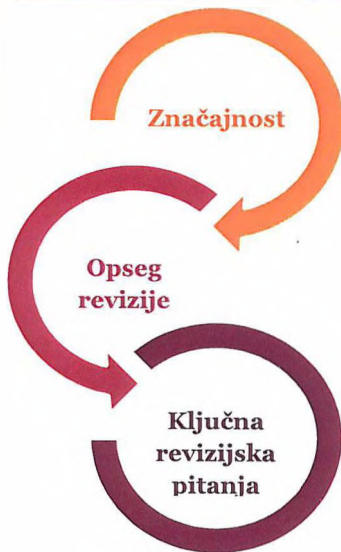 Značajnost
Opseg
revizije
Ključna
revizijska
pitanja